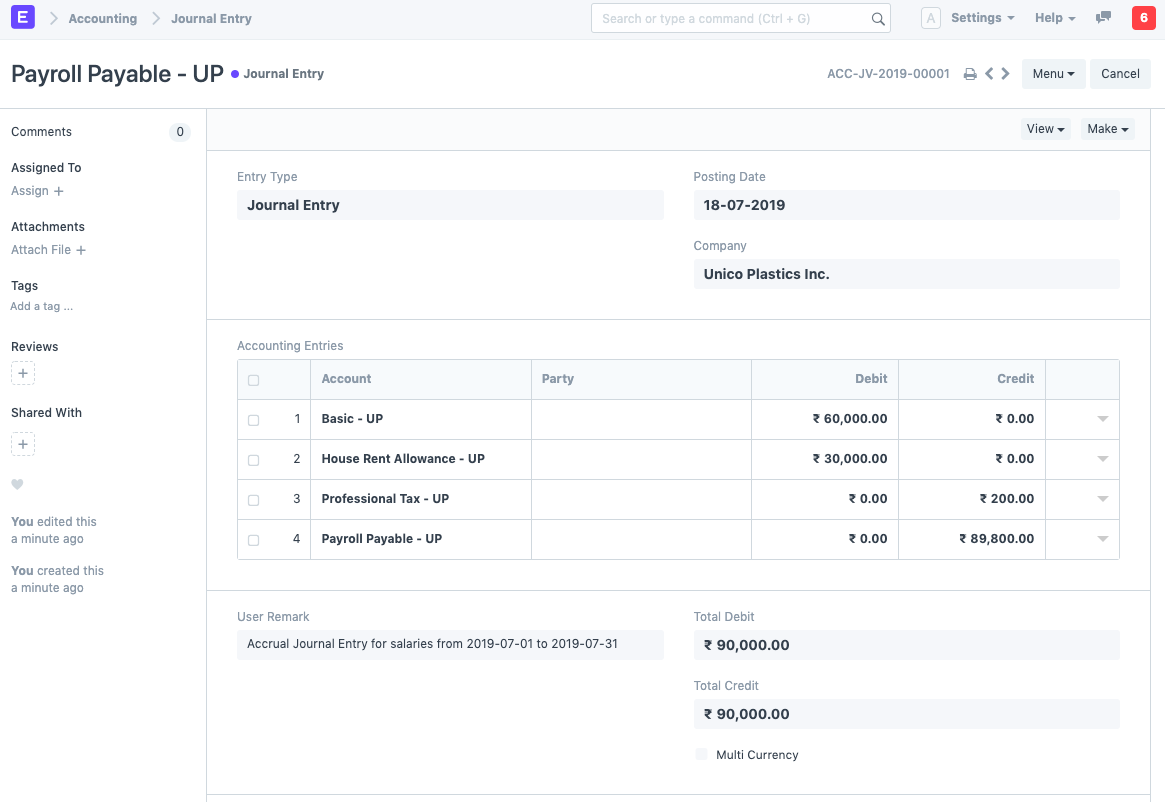 E Accounting Journal Entry Search or type a command (Ctrl + G) A Settings Help 6
Payroll Payable - UP Journal Entry ACC-JV-2019-00001 Menu Cancel
Comments 0
Assigned To
Assign +
Attachments
Attach File +
Tags
Add a tag ...
Reviews
+
Shared With
+
You edited this
a minute ago
You created this
a minute ago
View Make
Entry Type
Journal Entry
Posting Date
18-07-2019
Company
Unico Plastics Inc.
Accounting Entries
Account Party Debit Credit
1 Basic - UP ₹ 60,000.00 ₹ 0.00
2 House Rent Allowance - UP ₹ 30,000.00 ₹ 0.00
3 Professional Tax - UP ₹ 0.00 ₹ 200.00
4 Payroll Payable - UP ₹ 0.00 ₹ 89,800.00
User Remark
Accrual Journal Entry for salaries from 2019-07-01 to 2019-07-31
Total Debit
₹ 90,000.00
Total Credit
₹ 90,000.00
Multi Currency